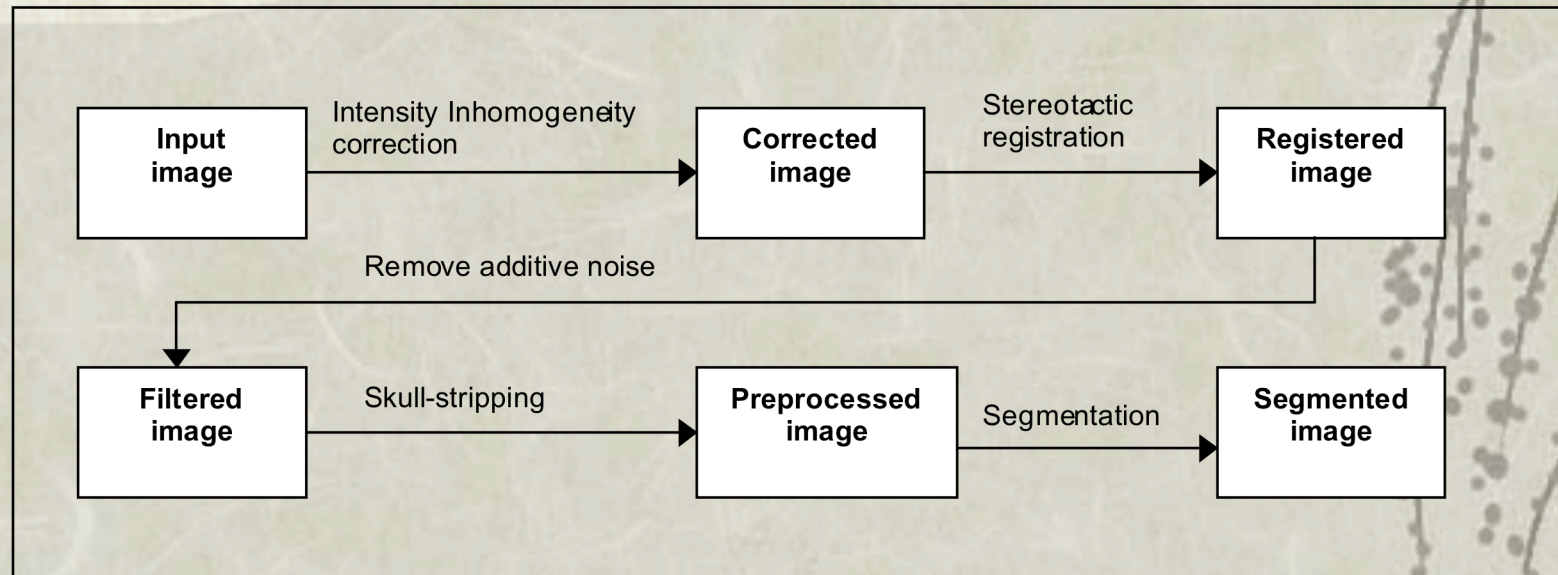 Input
image
Intensity Inhomogeneity
correction
Corrected
image
Stereotactic
registration
Registered
image
Remove additive noise
Filtered
image
Skull-stripping
Preprocessed
image
Segmentation
Segmented
image